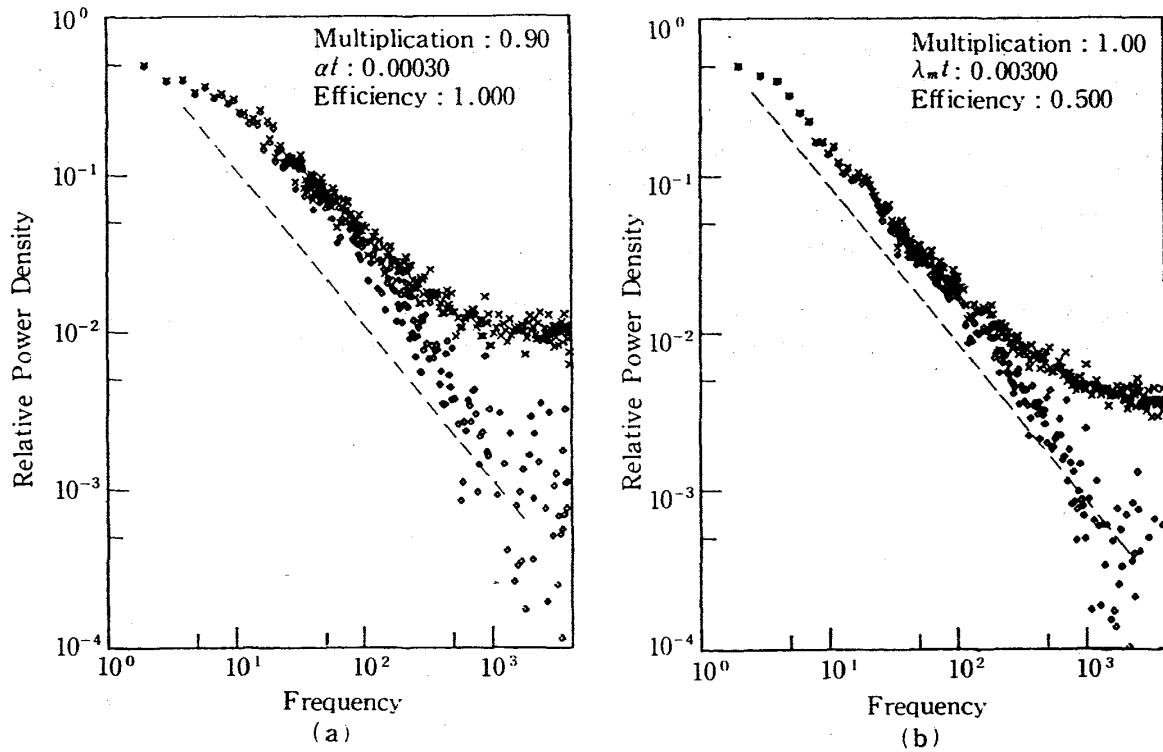 Multiplication : 0.90
αt : 0.00030
Efficiency : 1.000
10⁰
10⁻¹
10⁻²
10⁻³
10⁻⁴
Relative Power Density
10⁰ 10¹ 10² 10³
Frequency
(a)
Multiplication : 1.00
λₘt : 0.00300
Efficiency : 0.500
10⁰
10⁻¹
10⁻²
10⁻³
10⁻⁴
Relative Power Density
10⁰ 10¹ 10² 10³
Frequency
(b)